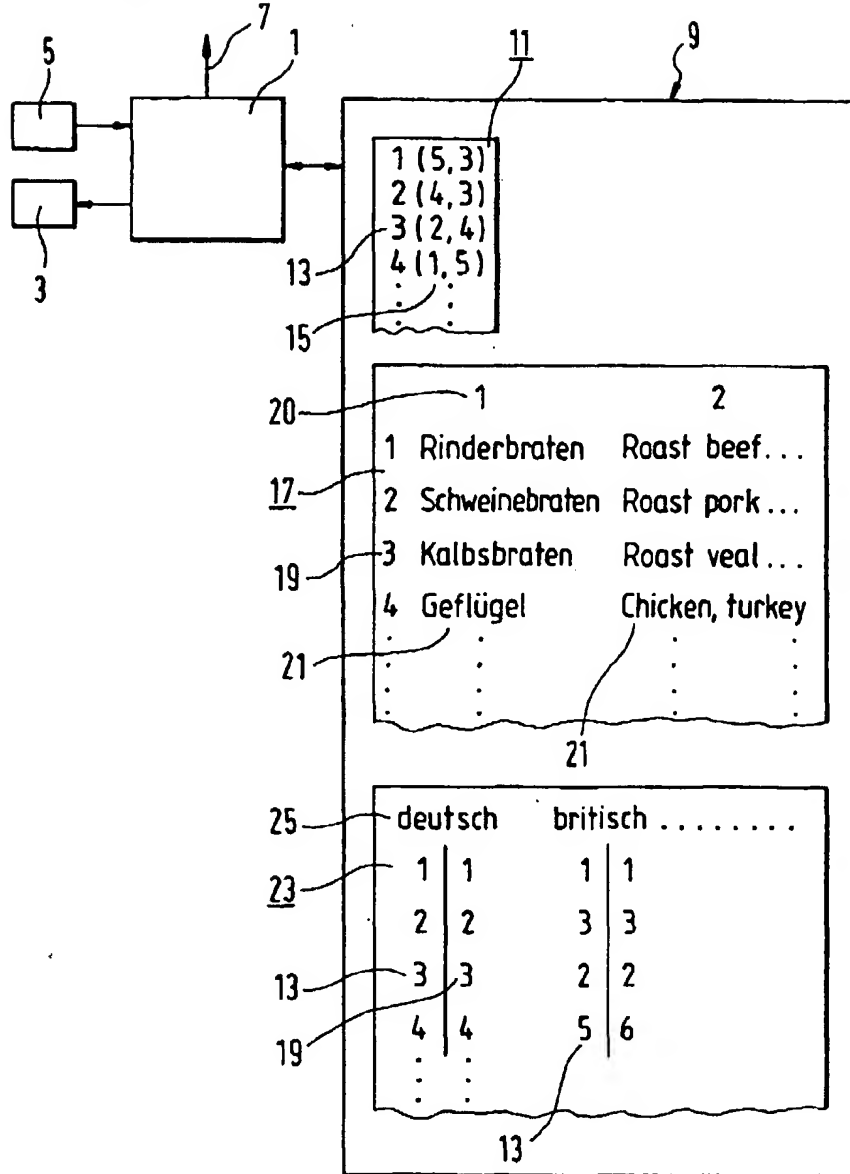 7
5 1 9
11
1 (5, 3)
2 (4, 3)
3 (2, 4)
13
4 (1, 5)
3
15
20 1 2
1 Rinderbraten Roast beef...
17
2 Schweinebraten Roast pork...
19 3 Kalbsbraten Roast veal...
4 Geflügel Chicken, turkey
21
21
25 deutsch britisch ........
1 1 1 1
23
2 2 3 3
13 3 3 2 2
19 4 4 5 6
13